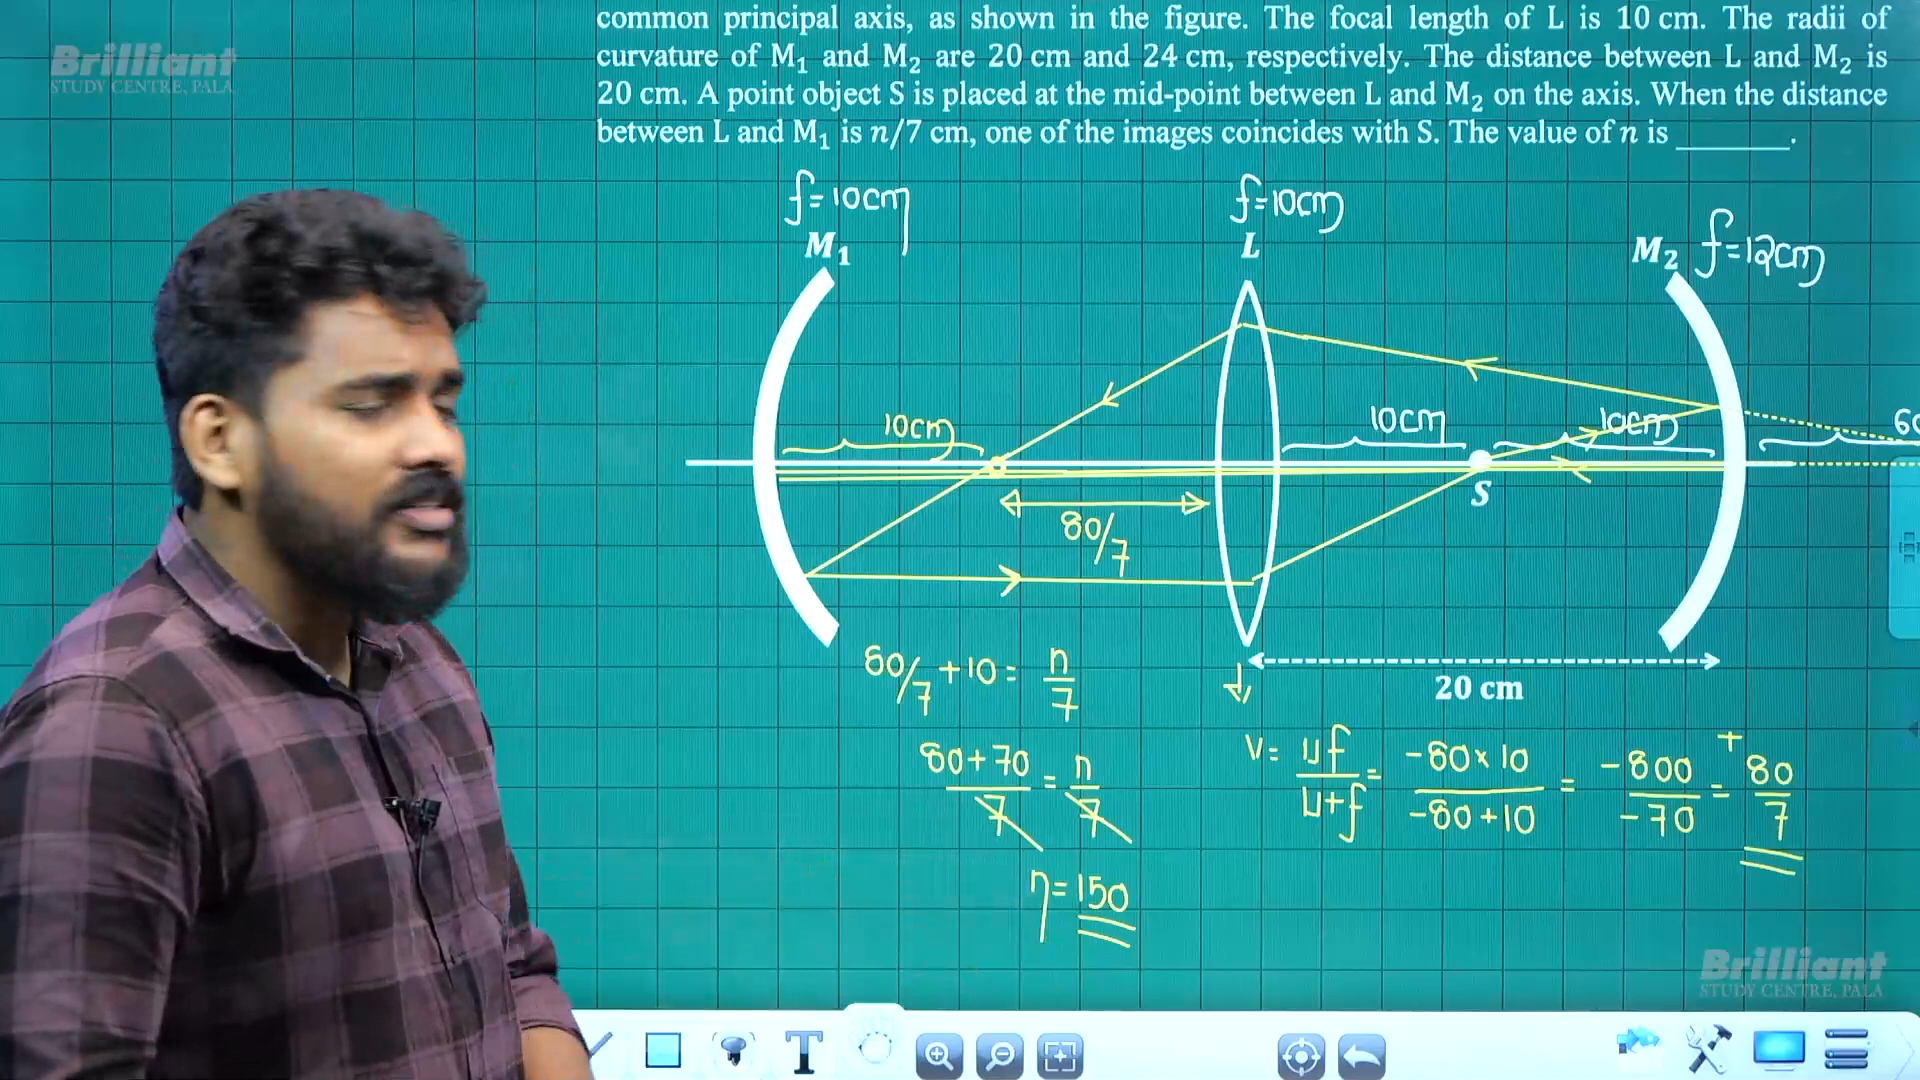 Brilliant
STUDY CENTRE, PALA
common principal axis, as shown in the figure. The focal length of L is 10 cm. The radii of
curvature of M₁ and M₂ are 20 cm and 24 cm, respectively. The distance between L and M₂ is
20 cm. A point object S is placed at the mid-point between L and M₂ on the axis. When the distance
between L and M₁ is n/7 cm, one of the images coincides with S. The value of n is ________.
f=10cm
M₁
f=10cm
L
M₂ f=12cm
10cm
10cm
10cm
S
80/7
80/7 + 10 = n/7
20 cm
(80+70)/7 = n/7
n = 150
V = uf/(u+f) = (-80×10)/(-80+10) = -800/-70 = +80/7
Brilliant
STUDY CENTRE, PALA
T